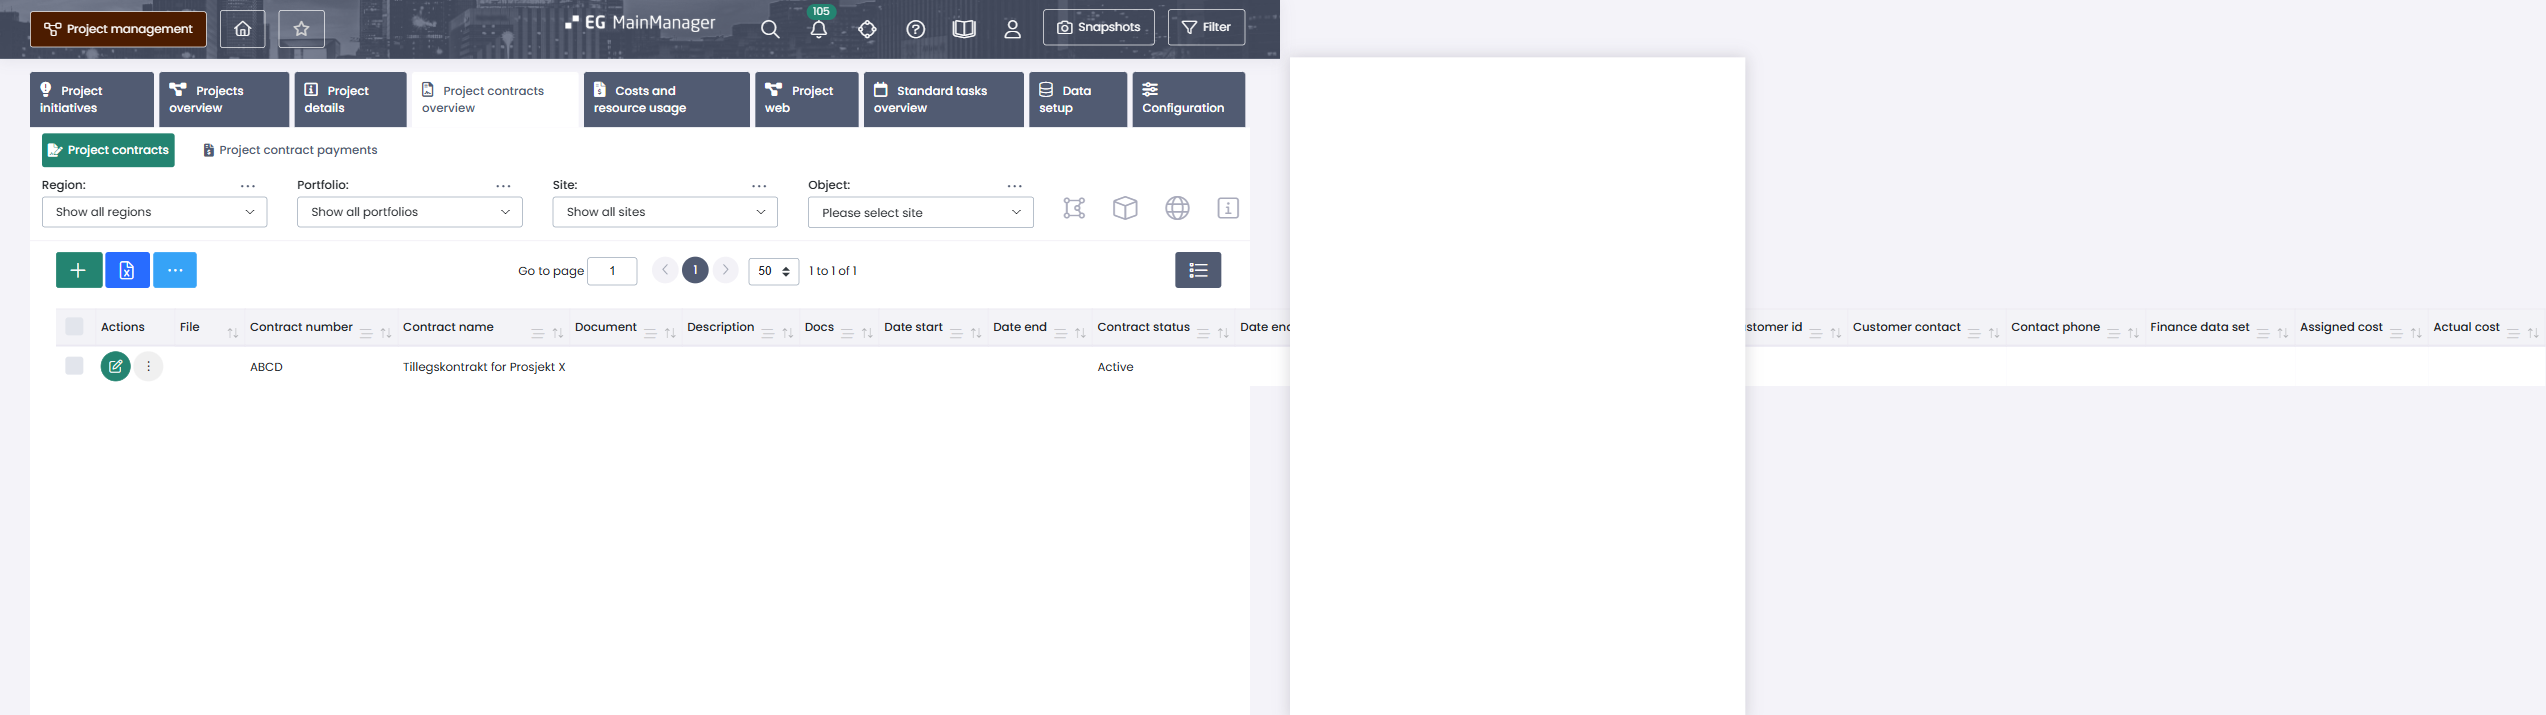 Project management
EG MainManager
105
Snapshots
Filter
Project initiatives
Projects overview
Project details
Project contracts overview
Costs and resource usage
Project web
Standard tasks overview
Data setup
Configuration
Project contracts
Project contract payments
Region:
Portfolio:
Site:
Object:
Show all regions
Show all portfolios
Show all sites
Please select site
Go to page 1
1
50
1 to 1 of 1
Actions File Contract number Contract name Document Description Docs Date start Date end Contract status Date end stomer id Customer contact Contact phone Finance data set Assigned cost Actual cost
ABCD Tillegskontrakt for Prosjekt X Active